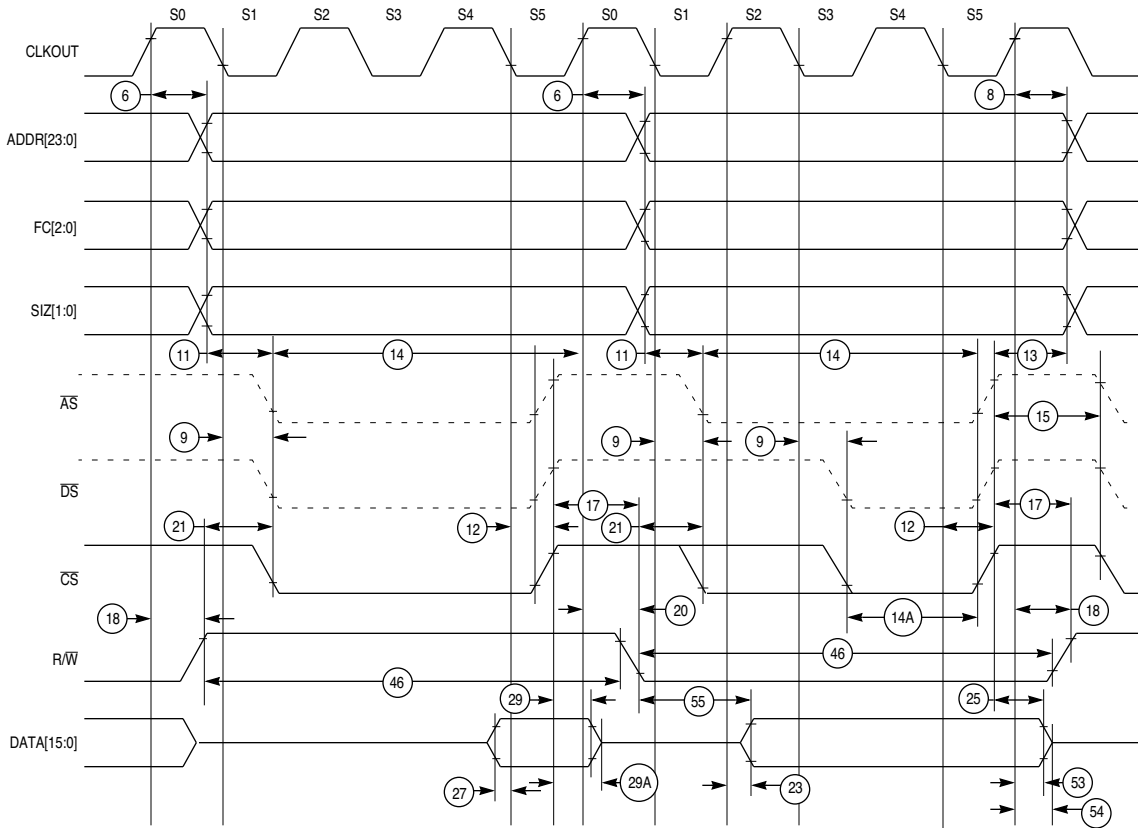 S0 S1 S2 S3 S4 S5 S0 S1 S2 S3 S4 S5
CLKOUT
6 6 8
ADDR[23:0]
FC[2:0]
SIZ[1:0]
11 14 11 14 13
AS
15
9 9 9
DS
17 17
21 12 21 12
CS
18 20 14A 18
R/W
46 46
29 55 25
DATA[15:0]
27 29A 23 53
54